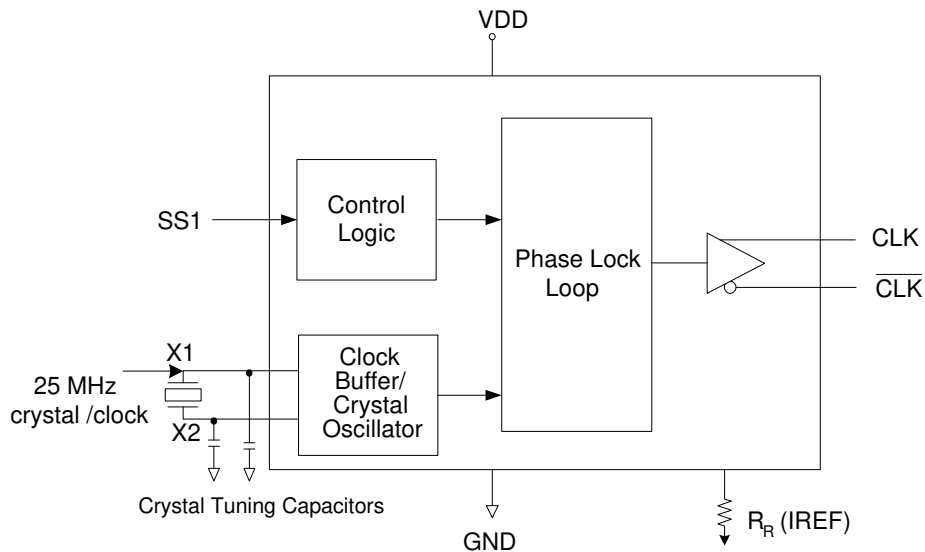 VDD
SS1
Control
Logic
Phase Lock
Loop
CLK
CLK
X1
25 MHz
crystal /clock
X2
Clock
Buffer/
Crystal
Oscillator
Crystal Tuning Capacitors
GND
RR (IREF)